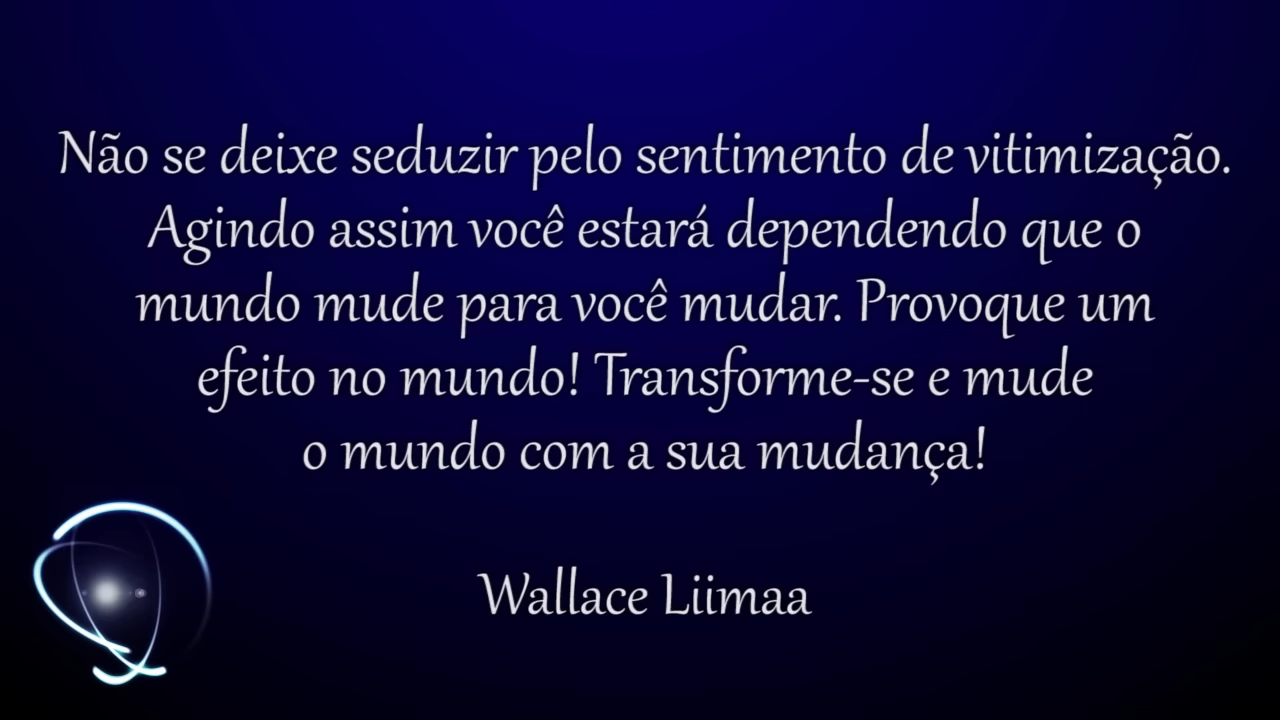 Não se deixe seduzir pelo sentimento de vitimização.
Agindo assim você estará dependendo que o
mundo mude para você mudar. Provoque um
efeito no mundo! Transforme-se e mude
o mundo com a sua mudança!
Wallace Liimaa